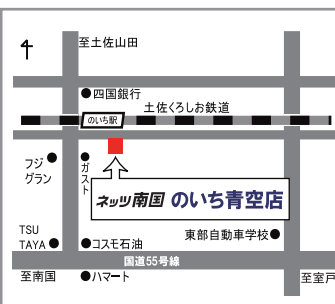 至土佐山田
四国銀行
土佐くろしお鉄道
のいち駅
フジ
グラン
ガスト
ネッツ南国 のいち青空店
TSU
TAYA
コスモ石油
東部自動車学校
国道55号線
至南国
ハマート
至室戸